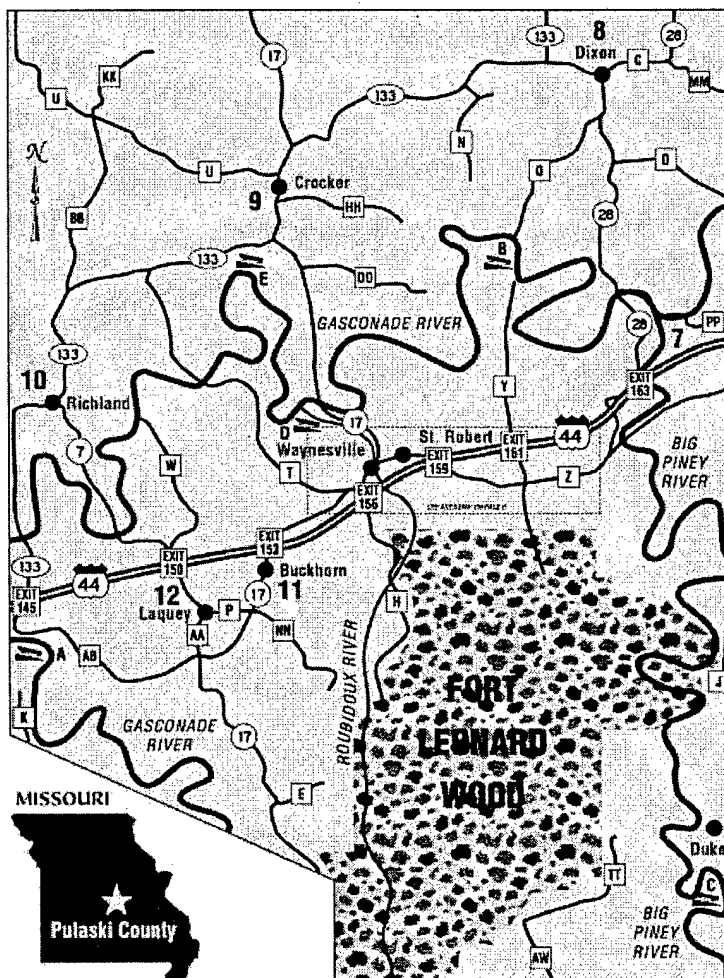 17
133
8
28
Dixon
C
KK
MM
U
133
N
U
Crocker
9
O
D
HH
N
28
BB
B
133
E
DD
GASCONADE RIVER
PP
28
7
133
10
Richland
EXIT
163
Y
17
D
Waynesville
St. Robert
EXIT
161
44
7
W
EXIT
159
BIG
PINEY
RIVER
T
Z
EXIT
156
EXIT
153
133
EXIT
150
Buckhorn
44
EXIT
145
17
11
H
12
Laquey
P
AA
NN
A
AB
FORT
LEONARD
WOOD
J
K
GASCONADE
RIVER
17
ROUBIDOUX RIVER
E
MISSOURI
Duke
TT
C
Pulaski County
BIG
PINEY
RIVER
AW